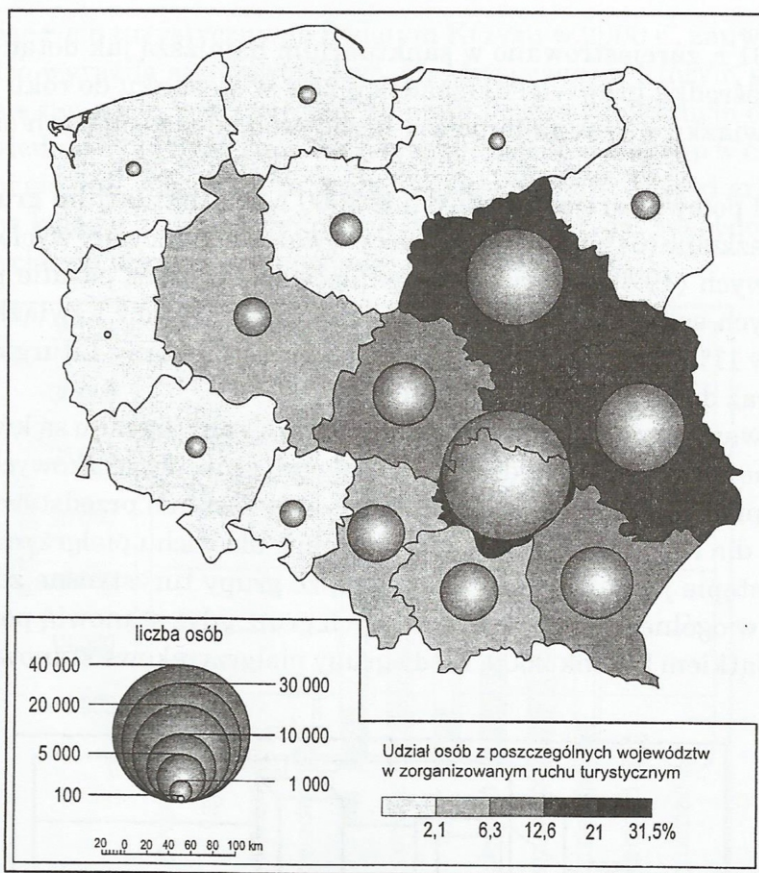 liczba osób
40 000
30 000
20 000
10 000
5 000
1 000
100
20 0 20 40 60 80 100 km
Udział osób z poszczególnych województw
w zorganizowanym ruchu turystycznym
2,1 6,3 12,6 21 31,5%